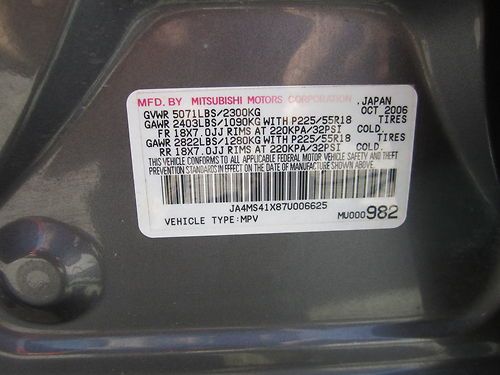 MFD. BY MITSUBISHI MOTORS CORPORATION, JAPAN
GVWR 5071LBS/2300KG OCT 2006
GAWR 2403LBS/1090KG WITH P225/55R18 TIRES
FR 18X7.0JJ RIMS AT 220KPA/32PSI COLD.
GAWR 2822LBS/1280KG WITH P225/55R18 TIRES
RR 18X7.0JJ RIMS AT 220KPA/32PSI COLD.
THIS VEHICLE CONFORMS TO ALL APPLICABLE FEDERAL MOTOR VEHICLE SAFETY AND THEFT
PREVENTION STANDARDS IN EFFECT ON THE DATE OF MANUFACTURE SHOWN ABOVE.
JA4MS41X87U006625
VEHICLE TYPE:MPV MU000982